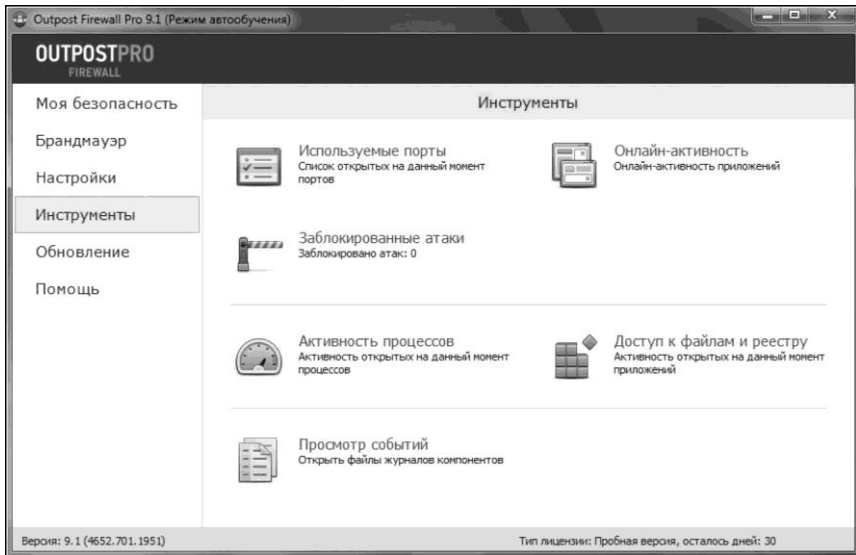 Outpost Firewall Pro 9.1 (Режим автообучения)
OUTPOSTPRO
FIREWALL
Моя безопасность
Брандмауэр
Настройки
Инструменты
Обновление
Помощь
Инструменты
Используемые порты
Список открытых на данный момент
портов
Онлайн-активность
Онлайн-активность приложений
Заблокированные атаки
Заблокировано атак: 0
Активность процессов
Активность открытых на данный момент
процессов
Доступ к файлам и реестру
Активность открытых на данный момент
приложений
Просмотр событий
Открыть файлы журналов компонентов
Версия: 9.1 (4652.701.1951)
Тип лицензии: Пробная версия, осталось дней: 30